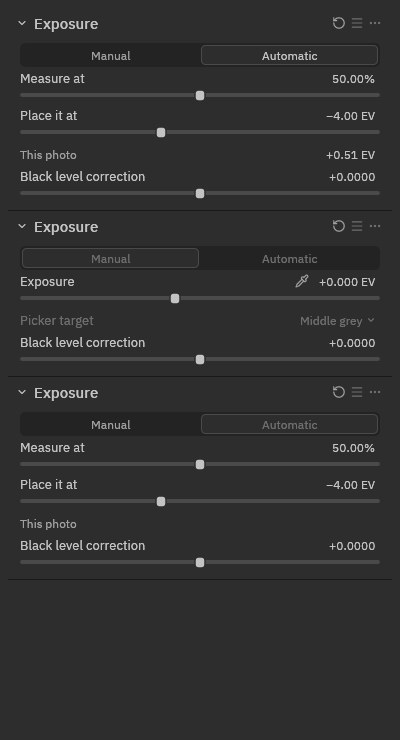 Exposure
Manual Automatic
Measure at 50.00%
Place it at −4.00 EV
This photo +0.51 EV
Black level correction +0.0000
Exposure
Manual Automatic
Exposure +0.000 EV
Picker target Middle grey
Black level correction +0.0000
Exposure
Manual Automatic
Measure at 50.00%
Place it at −4.00 EV
This photo
Black level correction +0.0000